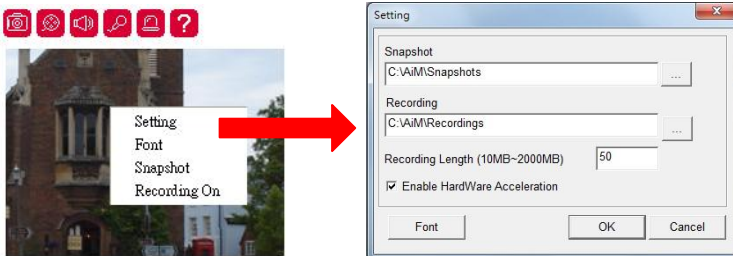 ?
Setting
Font
Snapshot
Recording On
Setting
Snapshot
C:\AiM\Snapshots
...
Recording
C:\AiM\Recordings
...
Recording Length (10MB~2000MB) 50
Enable HardWare Acceleration
Font OK Cancel